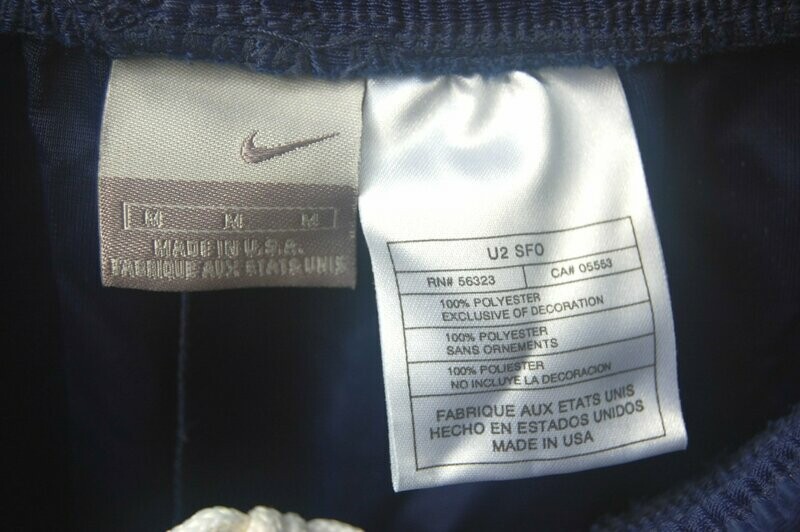 M M M
MADE IN U.S.A.
FABRIQUE AUX ETATS UNIS
U2 SF0
RN# 56323 CA# 05553
100% POLYESTER
EXCLUSIVE OF DECORATION
100% POLYESTER
SANS ORNEMENTS
100% POLIESTER
NO INCLUYE LA DECORACION
FABRIQUE AUX ETATS UNIS
HECHO EN ESTADOS UNIDOS
MADE IN USA